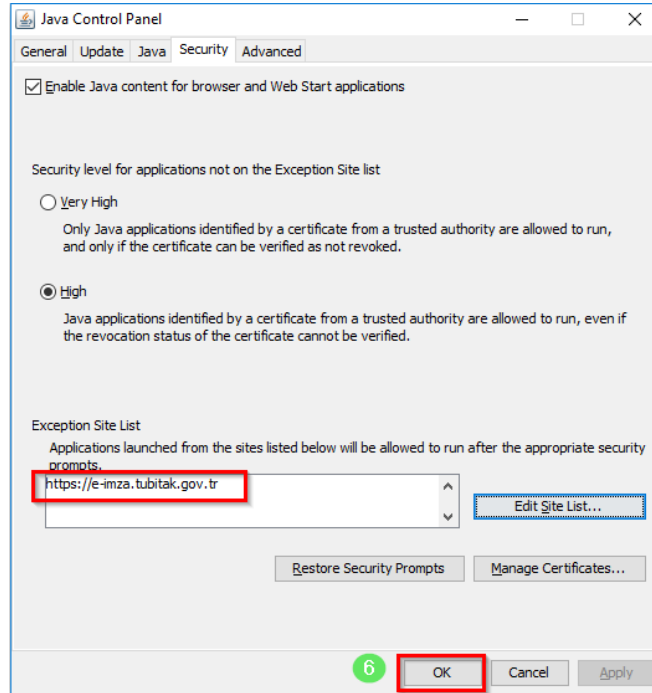 Java Control Panel
General Update Java Security Advanced
Enable Java content for browser and Web Start applications
Security level for applications not on the Exception Site list
Very High
Only Java applications identified by a certificate from a trusted authority are allowed to run,
and only if the certificate can be verified as not revoked.
High
Java applications identified by a certificate from a trusted authority are allowed to run, even if
the revocation status of the certificate cannot be verified.
Exception Site List
Applications launched from the sites listed below will be allowed to run after the appropriate security
prompts.
https://e-imza.tubitak.gov.tr
Edit Site List...
Restore Security Prompts Manage Certificates...
6 OK Cancel Apply